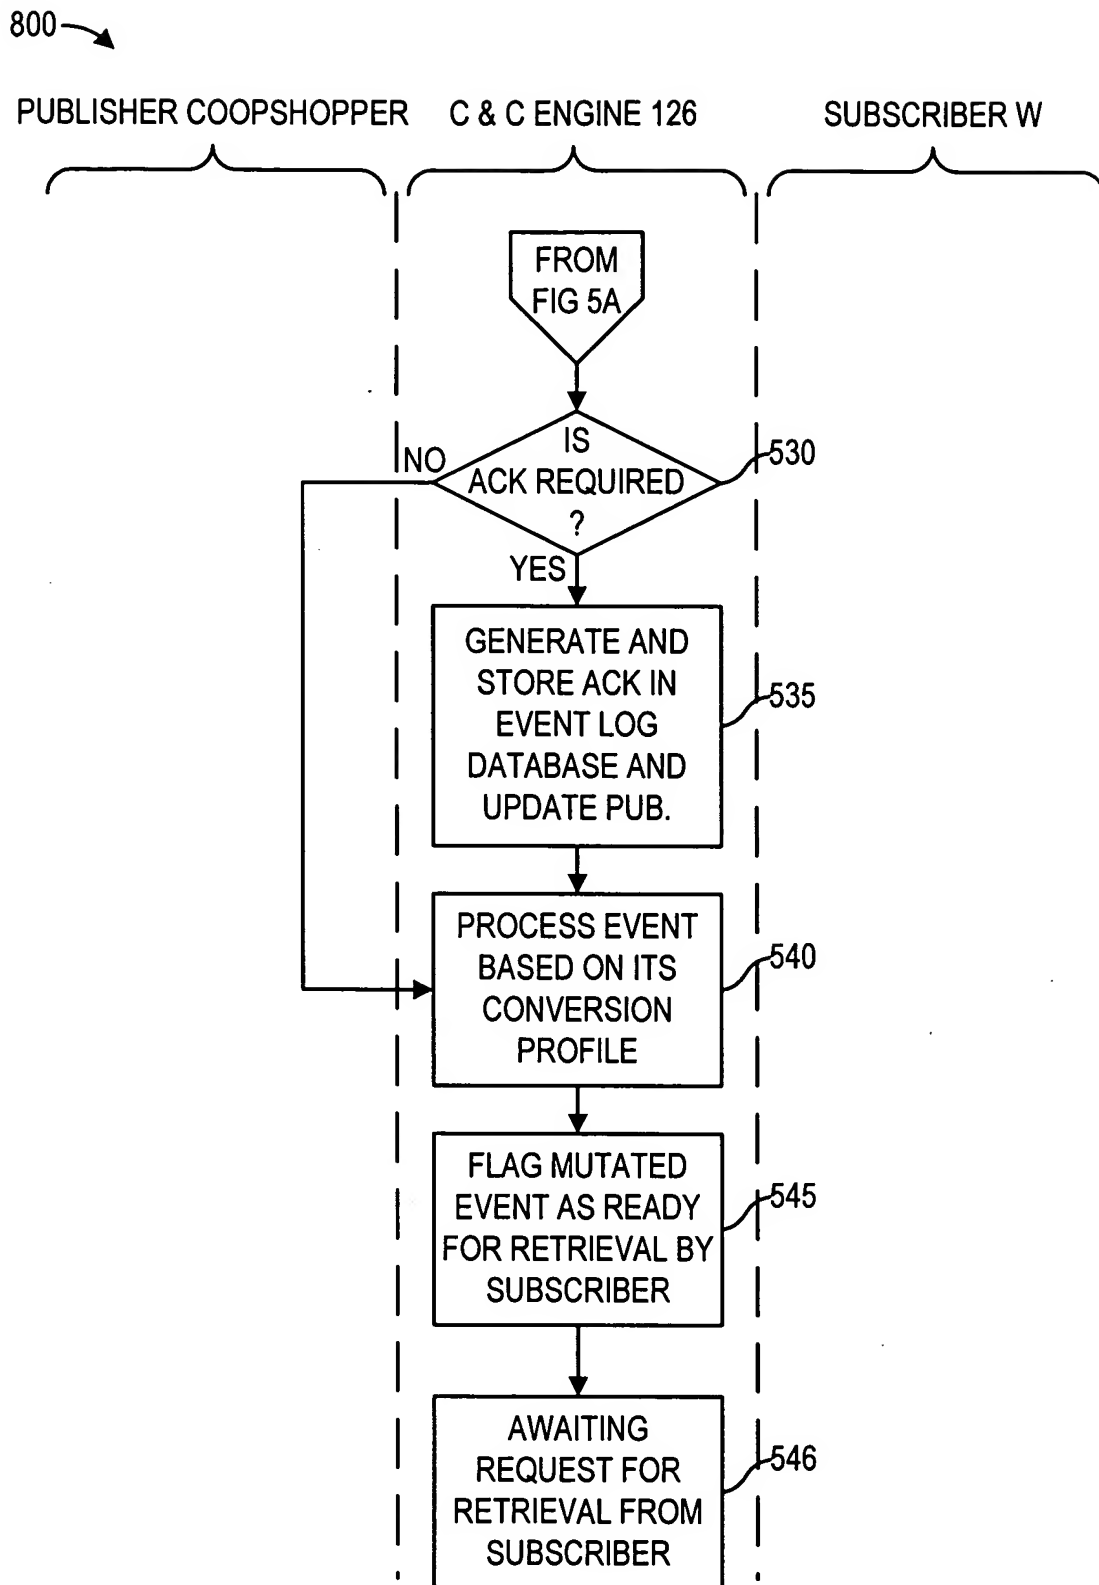 800
PUBLISHER COOPSHOPPER
C & C ENGINE 126
SUBSCRIBER W
FROM
FIG 5A
IS
ACK REQUIRED
?
530
NO
YES
GENERATE AND
STORE ACK IN
EVENT LOG
DATABASE AND
UPDATE PUB.
535
PROCESS EVENT
BASED ON ITS
CONVERSION
PROFILE
540
FLAG MUTATED
EVENT AS READY
FOR RETRIEVAL BY
SUBSCRIBER
545
AWAITING
REQUEST FOR
RETRIEVAL FROM
SUBSCRIBER
546